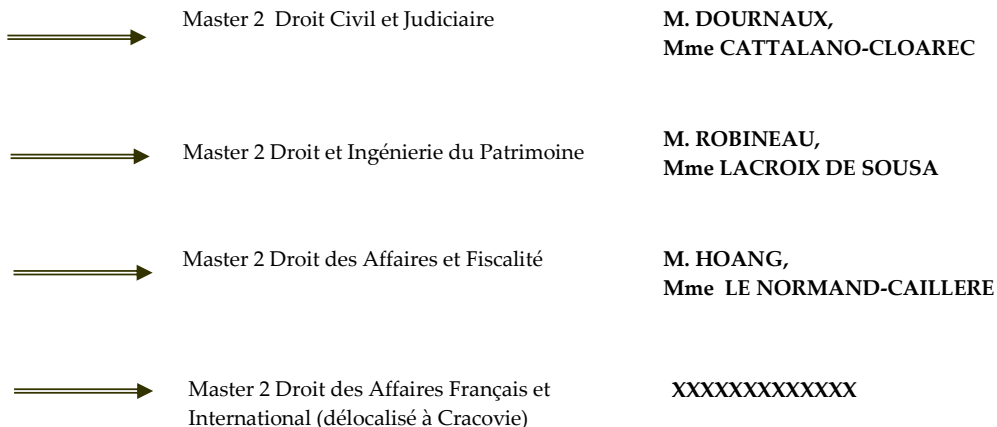 Master 2 Droit Civil et Judiciaire
M. DOURNAUX,
Mme CATTALANO-CLOAREC
Master 2 Droit et Ingénierie du Patrimoine
M. ROBINEAU,
Mme LACROIX DE SOUSA
Master 2 Droit des Affaires et Fiscalité
M. HOANG,
Mme LE NORMAND-CAILLERE
Master 2 Droit des Affaires Français et
International (délocalisé à Cracovie)
XXXXXXXXXXXXX